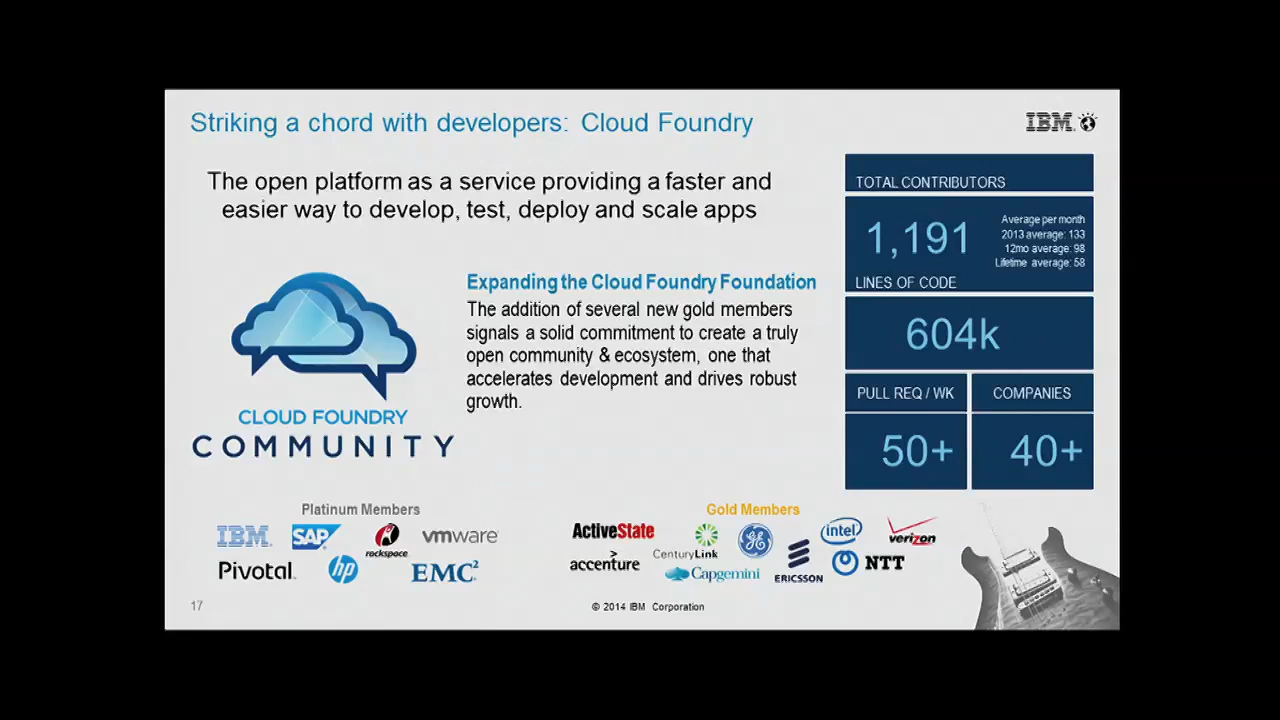 Striking a chord with developers: Cloud Foundry
IBM.
The open platform as a service providing a faster and
easier way to develop, test, deploy and scale apps
Expanding the Cloud Foundry Foundation
The addition of several new gold members
signals a solid commitment to create a truly
open community & ecosystem, one that
accelerates development and drives robust
growth.
CLOUD FOUNDRY
COMMUNITY
TOTAL CONTRIBUTORS
1,191
Average per month
2013 average: 133
12mo average: 98
Lifetime average: 58
LINES OF CODE
604k
PULL REQ / WK
COMPANIES
50+
40+
Platinum Members
IBM.
SAP
rackspace
vmware
Pivotal.
hp
EMC²
Gold Members
ActiveState
CenturyLink
GE
intel
verizon
>
accenture
Capgemini
ERICSSON
NTT
17
© 2014 IBM Corporation